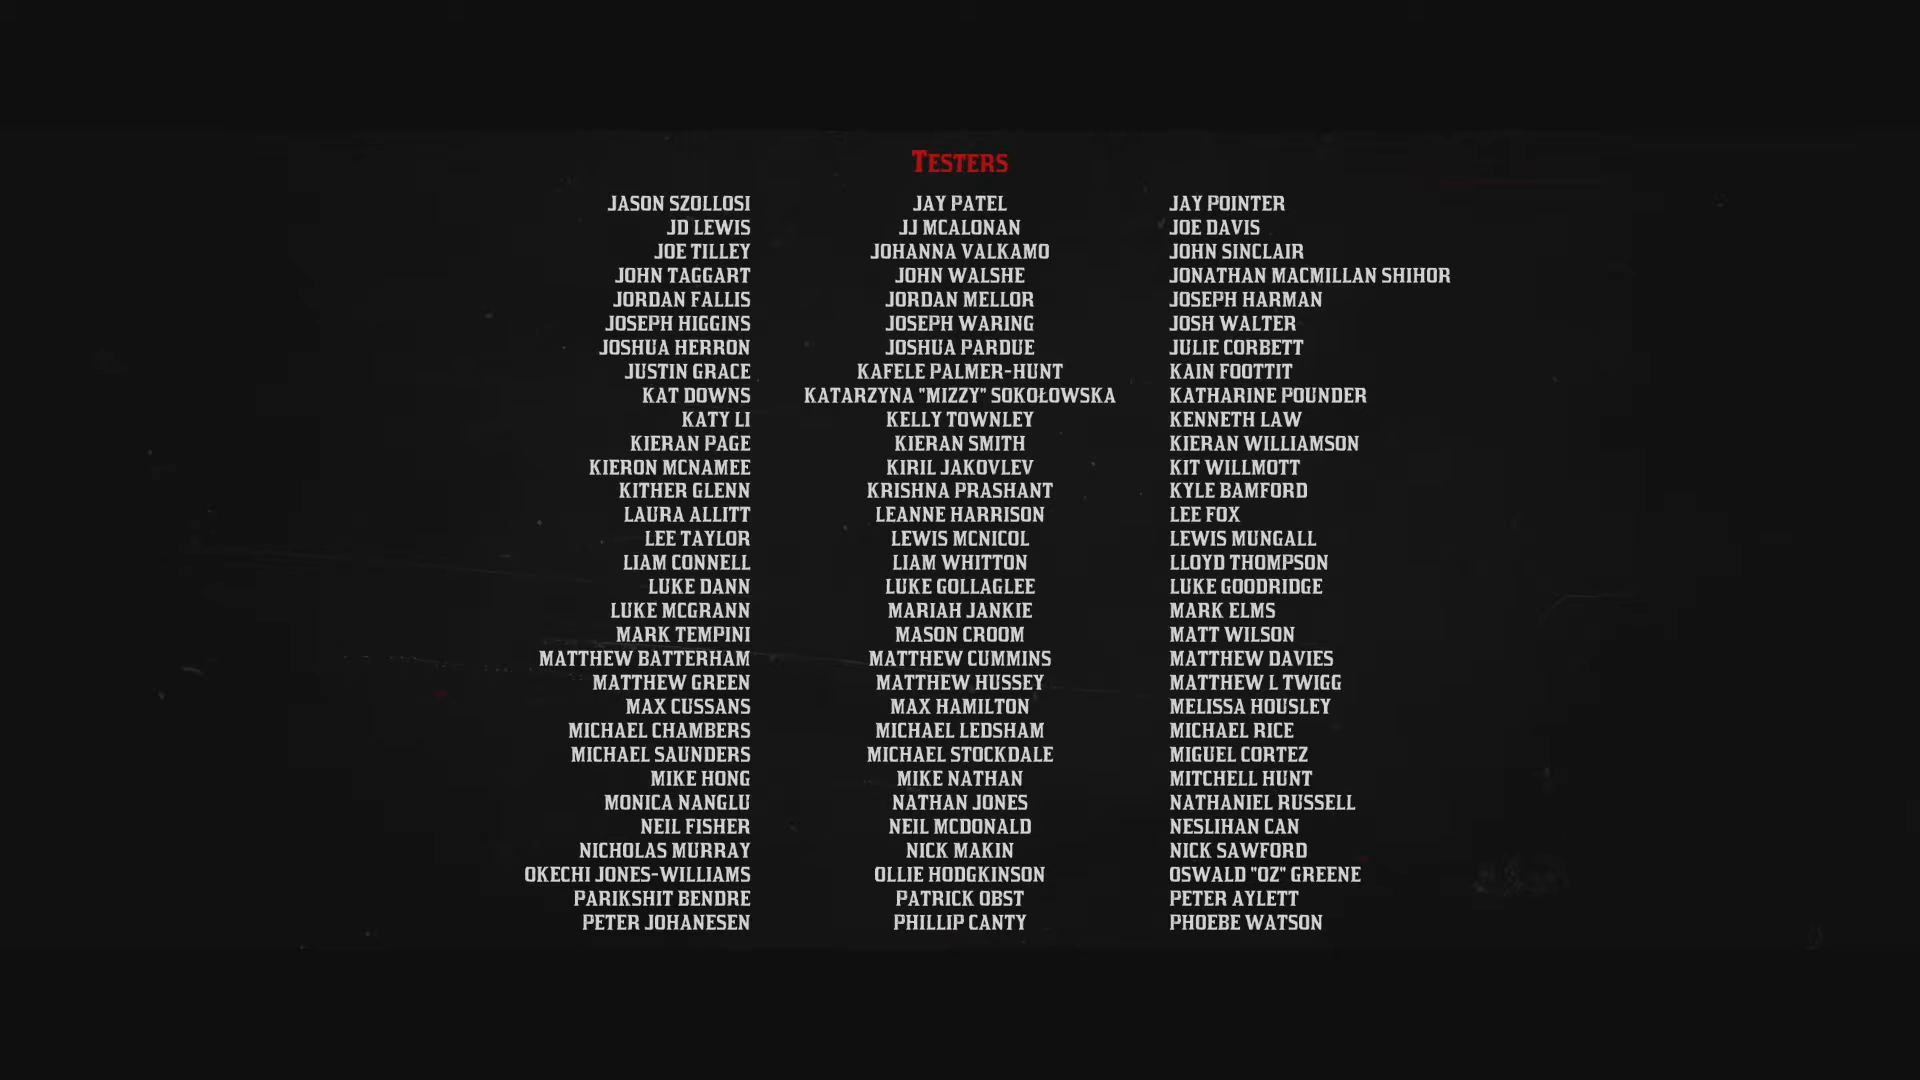 TESTERS
JASON SZOLLOSI JAY PATEL JAY POINTER
JD LEWIS JJ MCALONAN JOE DAVIS
JOE TILLEY JOHANNA VALKAMO JOHN SINCLAIR
JOHN TAGGART JOHN WALSHE JONATHAN MACMILLAN SHIHOR
JORDAN FALLIS JORDAN MELLOR JOSEPH HARMAN
JOSEPH HIGGINS JOSEPH WARING JOSH WALTER
JOSHUA HERRON JOSHUA PARDUE JULIE CORBETT
JUSTIN GRACE KAFELE PALMER-HUNT KAIN FOOTTIT
KAT DOWNS KATARZYNA "MIZZY" SOKOŁOWSKA KATHARINE POUNDER
KATY LI KELLY TOWNLEY KENNETH LAW
KIERAN PAGE KIERAN SMITH KIERAN WILLIAMSON
KIERON MCNAMEE KIRIL JAKOVLEV KIT WILLMOTT
KITHER GLENN KRISHNA PRASHANT KYLE BAMFORD
LAURA ALLITT LEANNE HARRISON LEE FOX
LEE TAYLOR LEWIS MCNICOL LEWIS MUNGALL
LIAM CONNELL LIAM WHITTON LLOYD THOMPSON
LUKE DANN LUKE GOLLAGLEE LUKE GOODRIDGE
LUKE MCGRANN MARIAH JANKIE MARK ELMS
MARK TEMPINI MASON CROOM MATT WILSON
MATTHEW BATTERHAM MATTHEW CUMMINS MATTHEW DAVIES
MATTHEW GREEN MATTHEW HUSSEY MATTHEW L TWIGG
MAX CUSSANS MAX HAMILTON MELISSA HOUSLEY
MICHAEL CHAMBERS MICHAEL LEDSHAM MICHAEL RICE
MICHAEL SAUNDERS MICHAEL STOCKDALE MIGUEL CORTEZ
MIKE HONG MIKE NATHAN MITCHELL HUNT
MONICA NANGLU NATHAN JONES NATHANIEL RUSSELL
NEIL FISHER NEIL MCDONALD NESLIHAN CAN
NICHOLAS MURRAY NICK MAKIN NICK SAWFORD
OKECHI JONES-WILLIAMS OLLIE HODGKINSON OSWALD "OZ" GREENE
PARIKSHIT BENDRE PATRICK OBST PETER AYLETT
PETER JOHANESEN PHILLIP CANTY PHOEBE WATSON